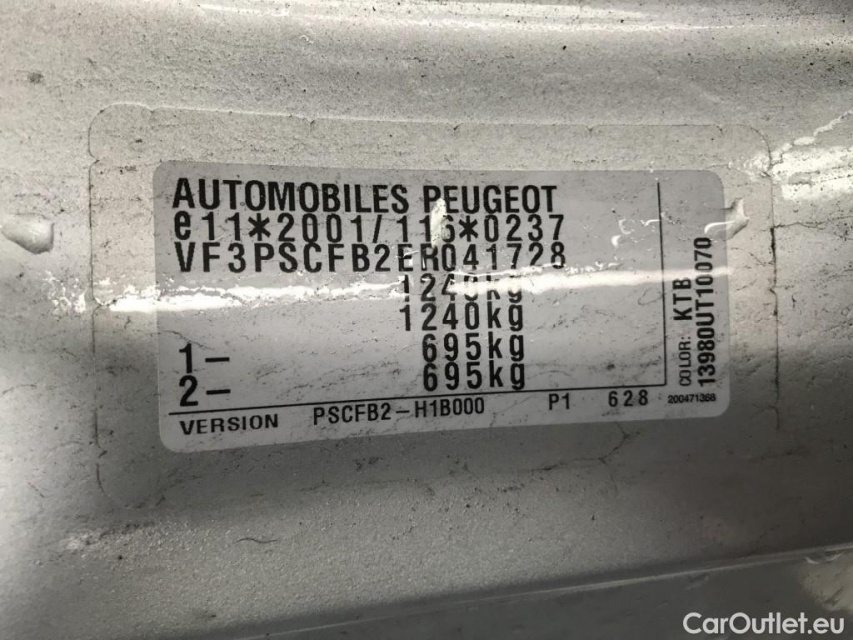 AUTOMOBILES PEUGEOT
e11*2001/116*0237
VF3PSCFB2ER041728
1240kg
1240kg
1- 695kg
2- 695kg
VERSION PSCFB2-H1B000 P1 628
COLOR: KTB
13980UT10070
200471368
CarOutlet.eu